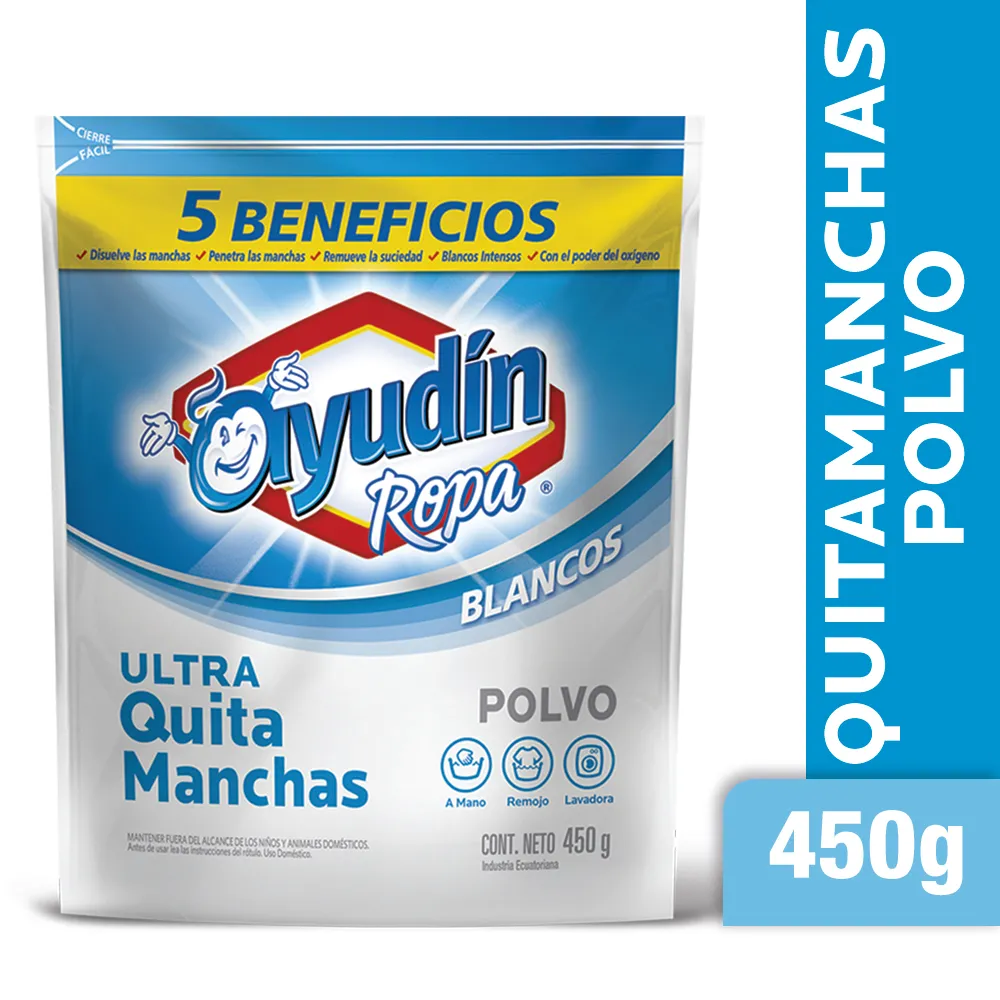 CIERRE
FÁCIL
5 BENEFICIOS
✓ Disuelve las manchas ✓ Penetra las manchas ✓ Remueve la suciedad ✓ Blancos Intensos ✓ Con el poder del oxígeno
Ayudín
Ropa ®
BLANCOS
ULTRA
Quita
Manchas
POLVO
A Mano Remojo Lavadora
MANTENER FUERA DEL ALCANCE DE LOS NIÑOS Y ANIMALES DOMÉSTICOS.
Antes de usar lea las instrucciones del rótulo. Uso Doméstico.
CONT. NETO 450 g
Industria Ecuatoriana
QUITAMANCHAS
POLVO
450g